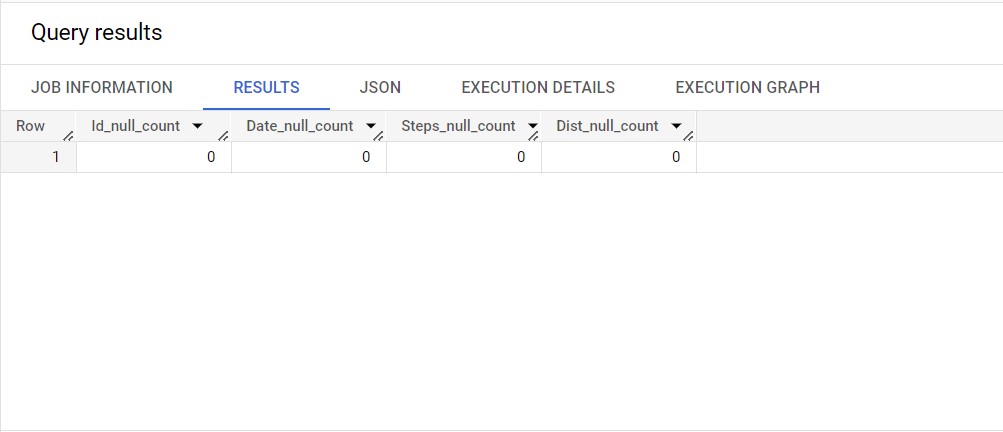 Query results
JOB INFORMATION RESULTS JSON EXECUTION DETAILS EXECUTION GRAPH
Row Id_null_count Date_null_count Steps_null_count Dist_null_count
1 0 0 0 0